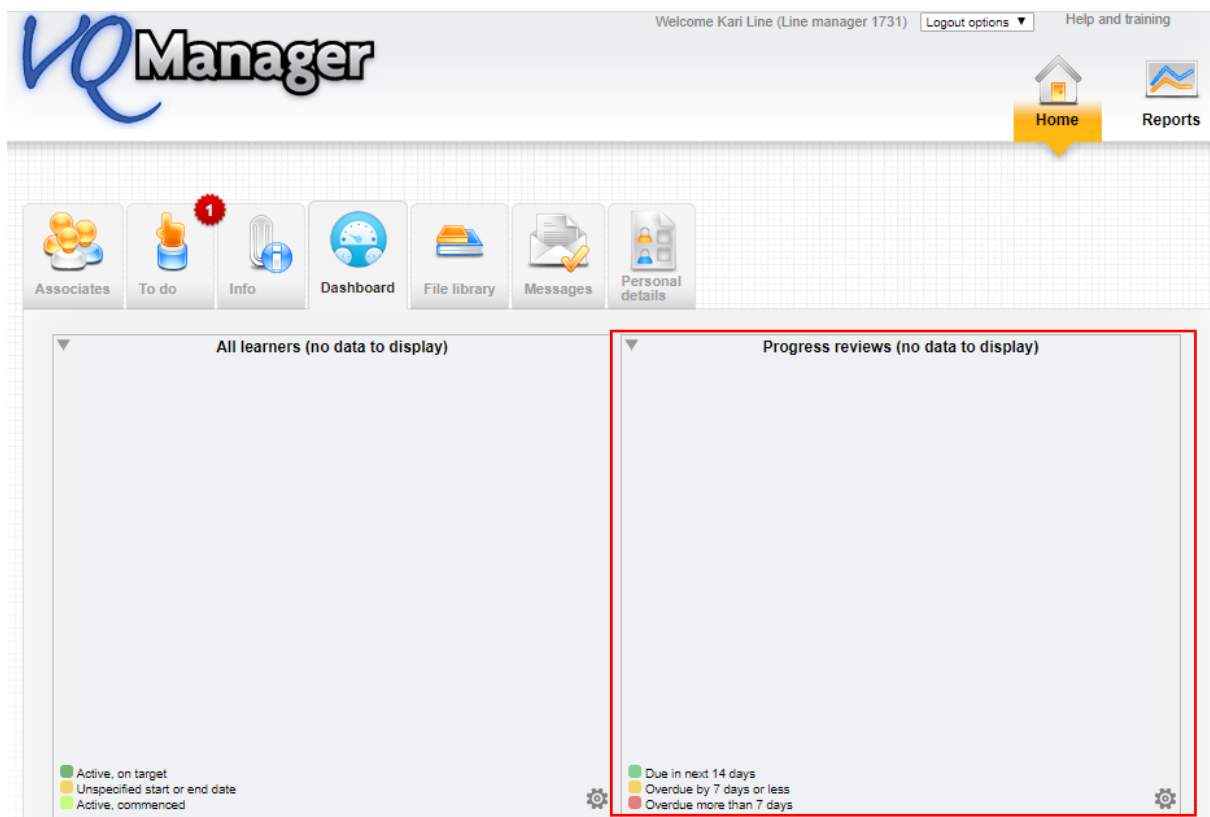 Welcome Kari Line (Line manager 1731) Logout options ▼ Help and training
VQManager
Home Reports
1
Associates To do Info Dashboard File library Messages Personal details
All learners (no data to display)
Progress reviews (no data to display)
Active, on target
Unspecified start or end date
Active, commenced
Due in next 14 days
Overdue by 7 days or less
Overdue more than 7 days